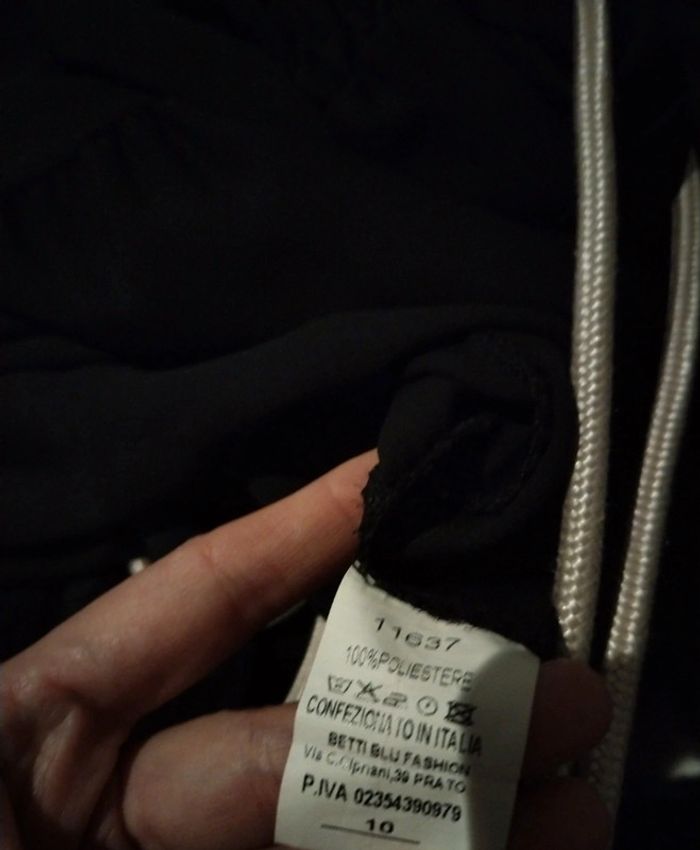 11637
100%POLIESTERE
CONFEZIONATO IN ITALIA
BETTI BLU FASHION
Via C.Cipriani,39 PRATO
P.IVA 02354390979
10